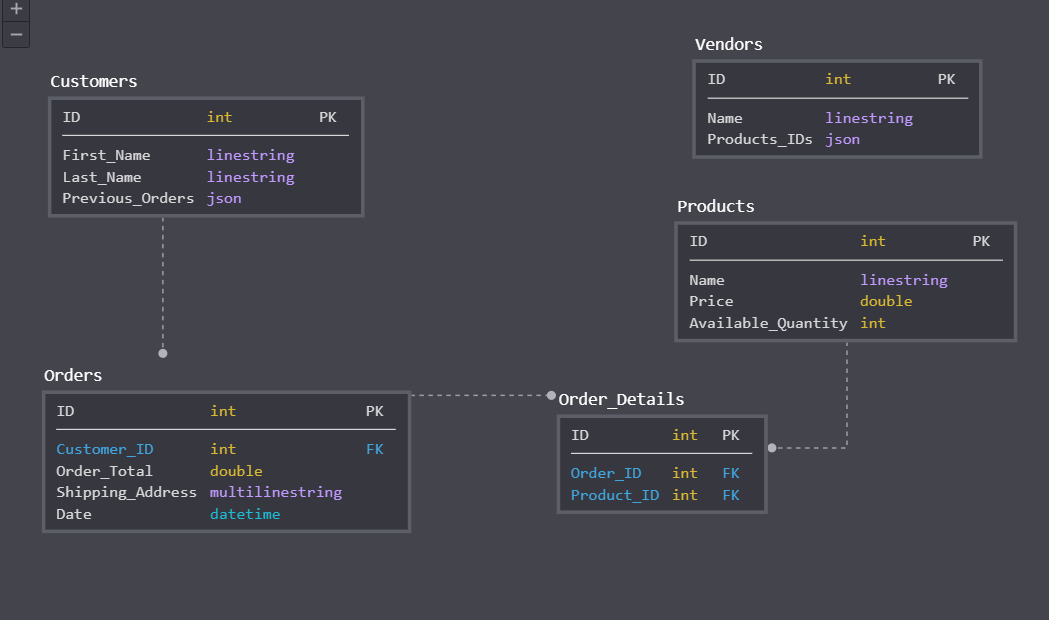 Vendors
ID int PK
Name linestring
Products_IDs json
Customers
ID int PK
First_Name linestring
Last_Name linestring
Previous_Orders json
Products
ID int PK
Name linestring
Price double
Available_Quantity int
Orders
ID int PK
Customer_ID int FK
Order_Total double
Shipping_Address multilinestring
Date datetime
Order_Details
ID int PK
Order_ID int FK
Product_ID int FK